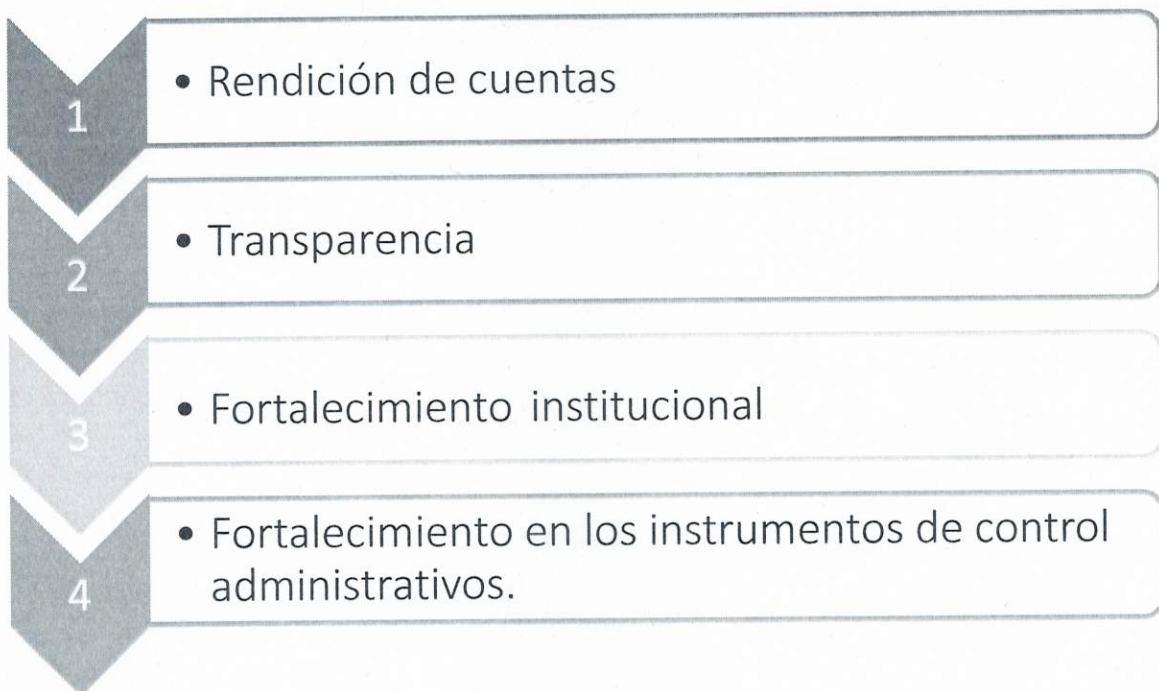 1
• Rendición de cuentas
2
• Transparencia
3
• Fortalecimiento institucional
4
• Fortalecimiento en los instrumentos de control
administrativos.